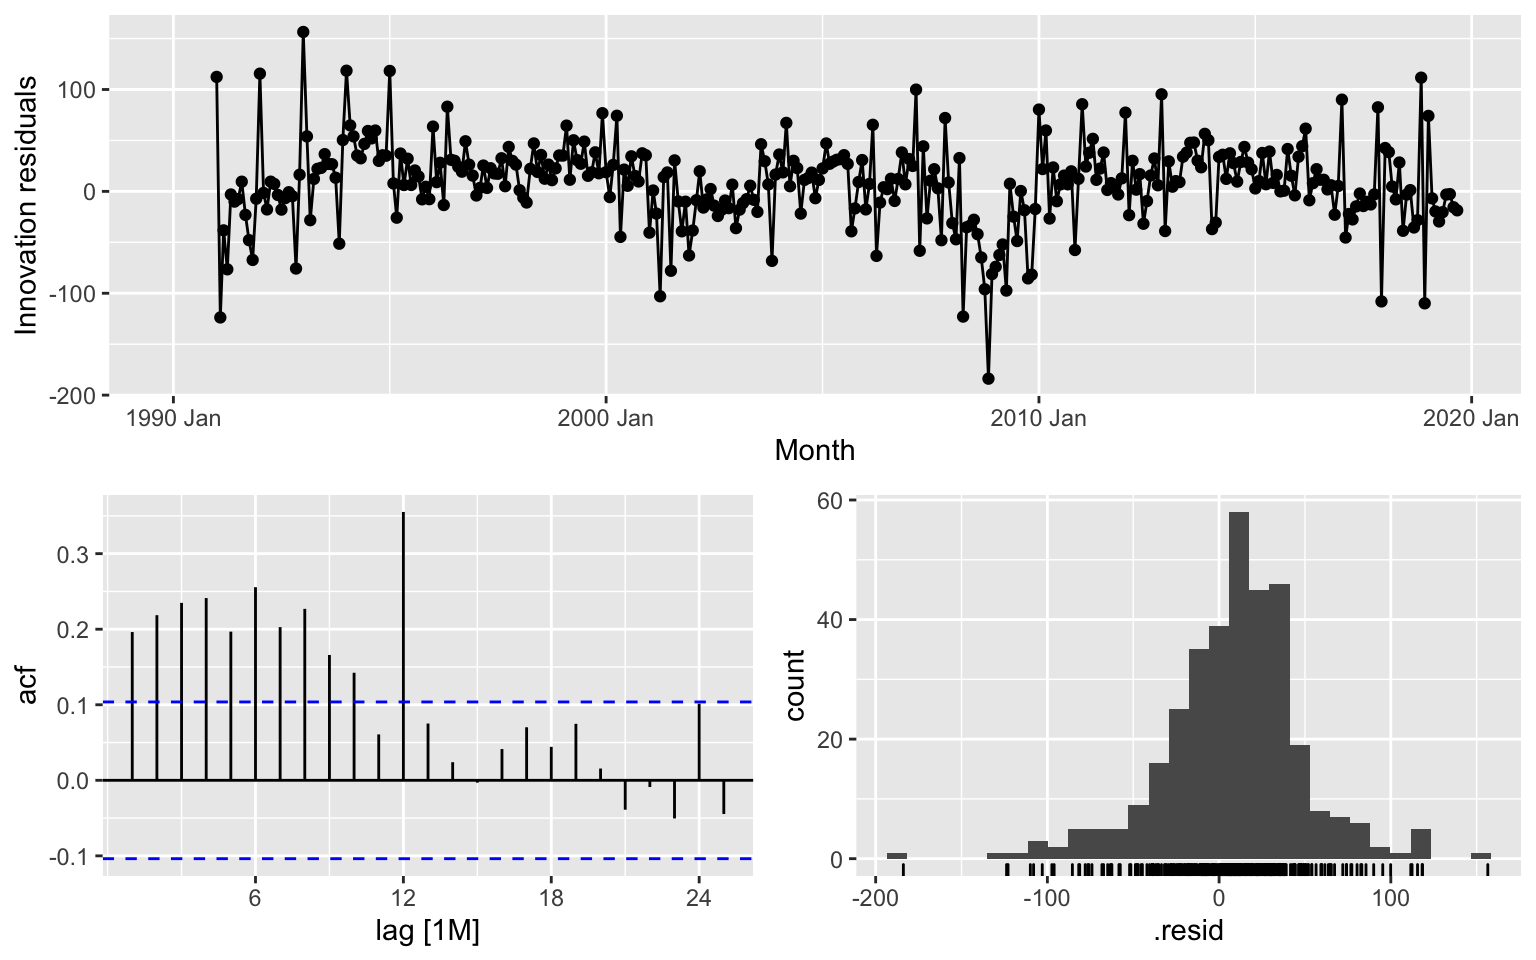 Innovation residuals
100
0
-100
-200
1990 Jan
2000 Jan
2010 Jan
2020 Jan
Month
acf
0.3
0.2
0.1
0.0
-0.1
6
12
18
24
lag [1M]
count
60
40
20
0
-200
-100
0
100
.resid